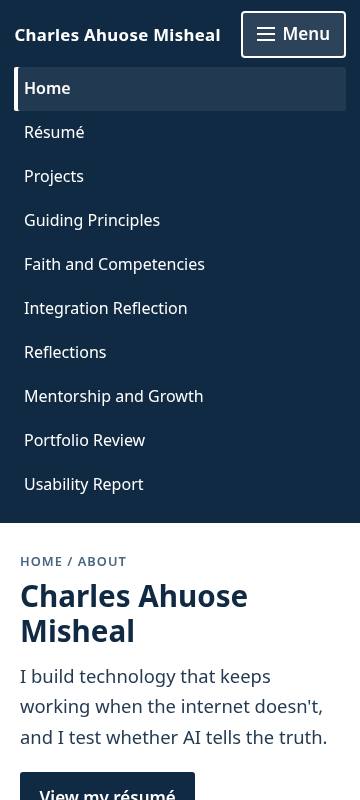 Charles Ahuose Misheal
Menu
Home
Résumé
Projects
Guiding Principles
Faith and Competencies
Integration Reflection
Reflections
Mentorship and Growth
Portfolio Review
Usability Report
HOME / ABOUT
Charles Ahuose
Misheal
I build technology that keeps
working when the internet doesn't,
and I test whether AI tells the truth.
View my résumé